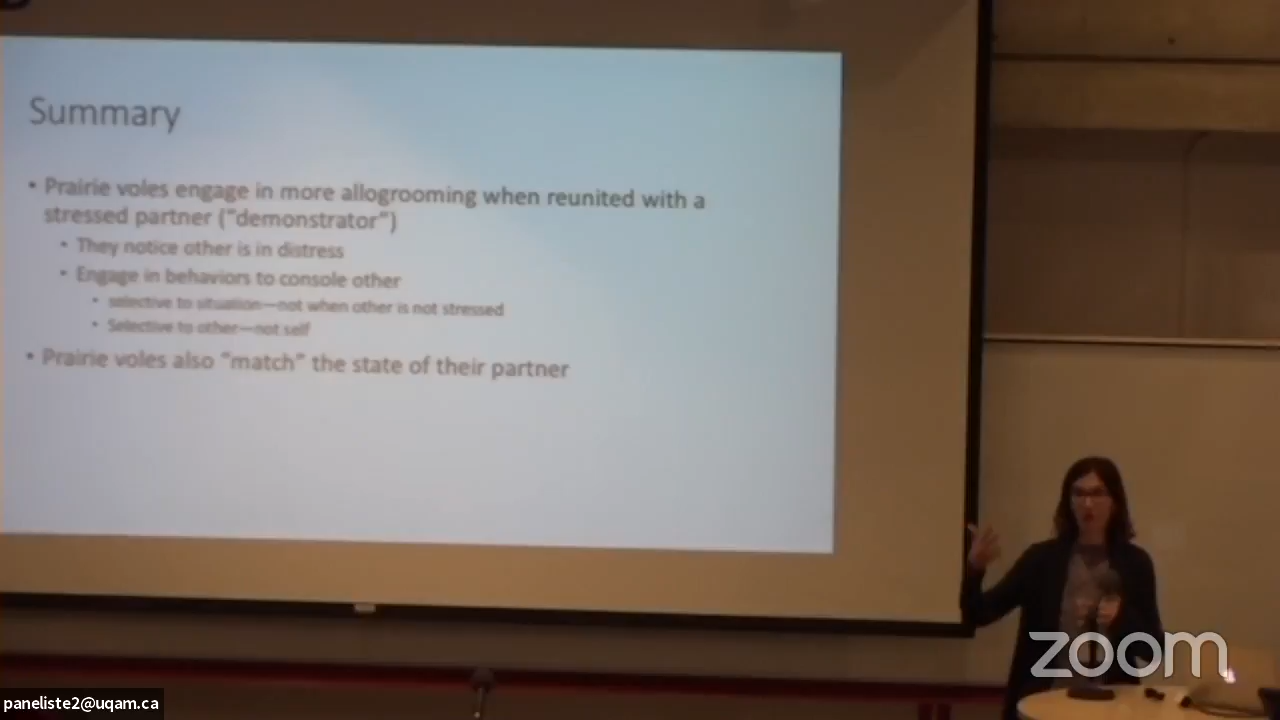 Summary
• Prairie voles engage in more allogrooming when reunited with a
stressed partner ("demonstrator")
• They notice other is in distress
• Engage in behaviors to console other
• selective to situation—not when other is not stressed
• Selective to other—not self
• Prairie voles also "match" the state of their partner
zoom
paneliste2@uqam.ca